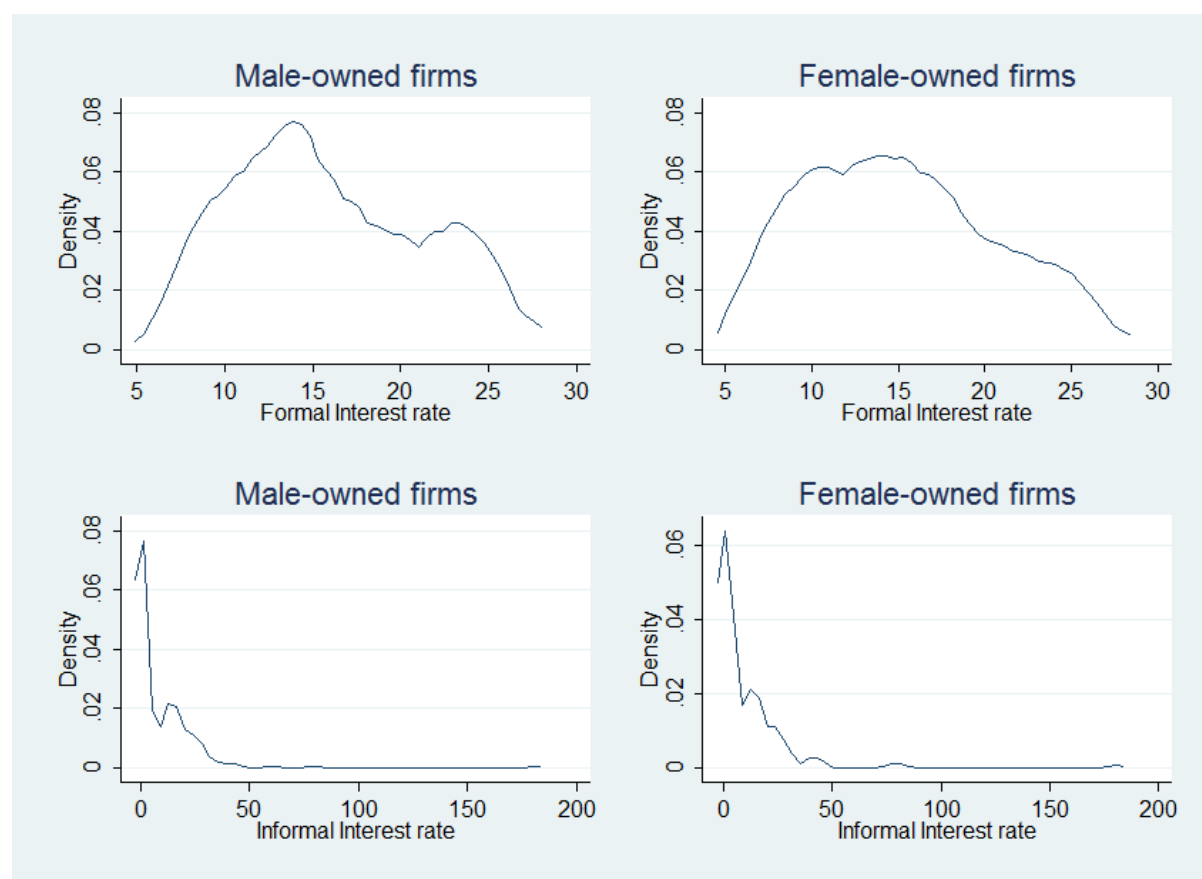 Male-owned firms
Density
0 .02 .04 .06 .08
5 10 15 20 25 30
Formal Interest rate
Female-owned firms
Density
0 .02 .04 .06 .08
5 10 15 20 25 30
Formal Interest rate
Male-owned firms
Density
0 .02 .04 .06 .08
0 50 100 150 200
Informal Interest rate
Female-owned firms
Density
0 .02 .04 .06
0 50 100 150 200
Informal Interest rate